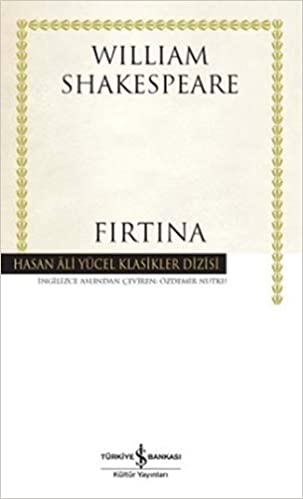 WILLIAM
SHAKESPEARE
FIRTINA
HASAN ÂLİ YÜCEL KLASİKLER DİZİSİ
İNGİLİZCE ASLINDAN ÇEVİREN: ÖZDEMİR NUTKU
TÜRKİYE İŞ BANKASI
Kültür Yayınları